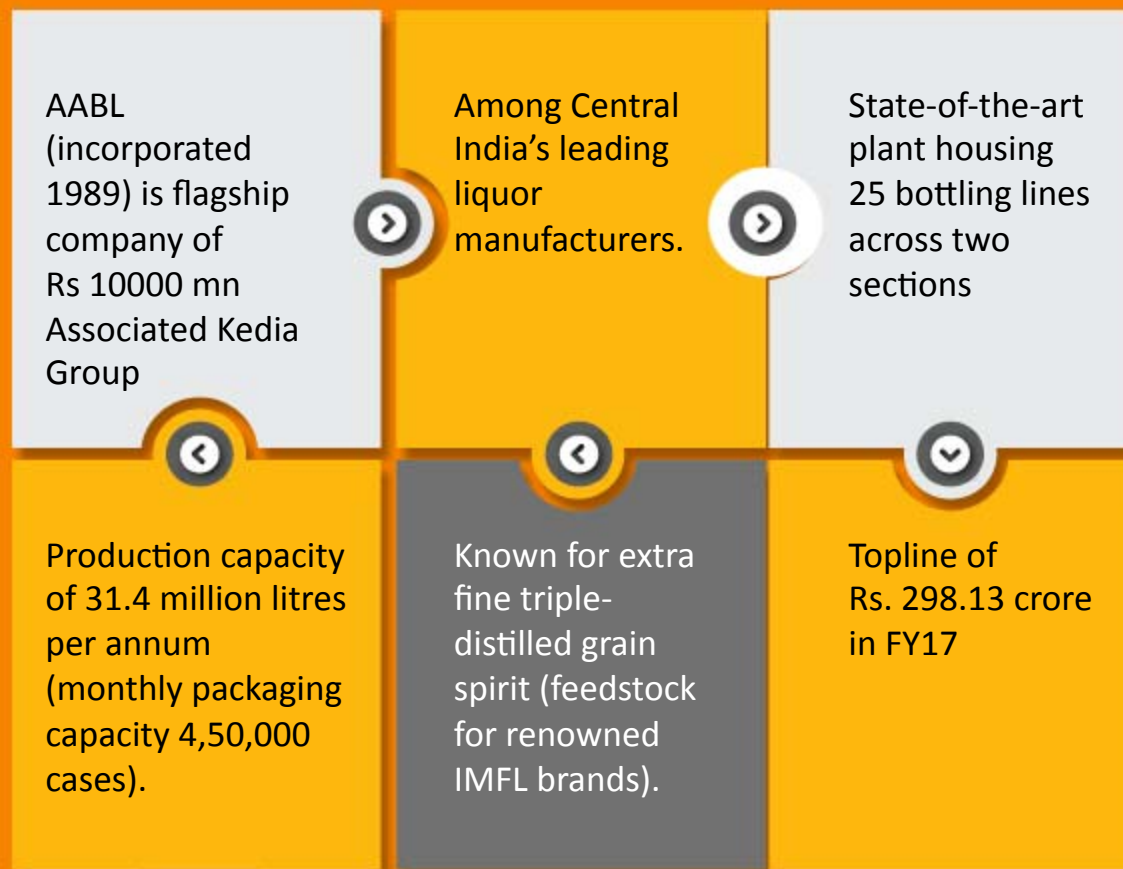 AABL
(incorporated
1989) is flagship
company of
Rs 10000 mn
Associated Kedia
Group
Among Central
India’s leading
liquor
manufacturers.
State-of-the-art
plant housing
25 bottling lines
across two
sections
Production capacity
of 31.4 million litres
per annum
(monthly packaging
capacity 4,50,000
cases).
Known for extra
fine triple-
distilled grain
spirit (feedstock
for renowned
IMFL brands).
Topline of
Rs. 298.13 crore
in FY17